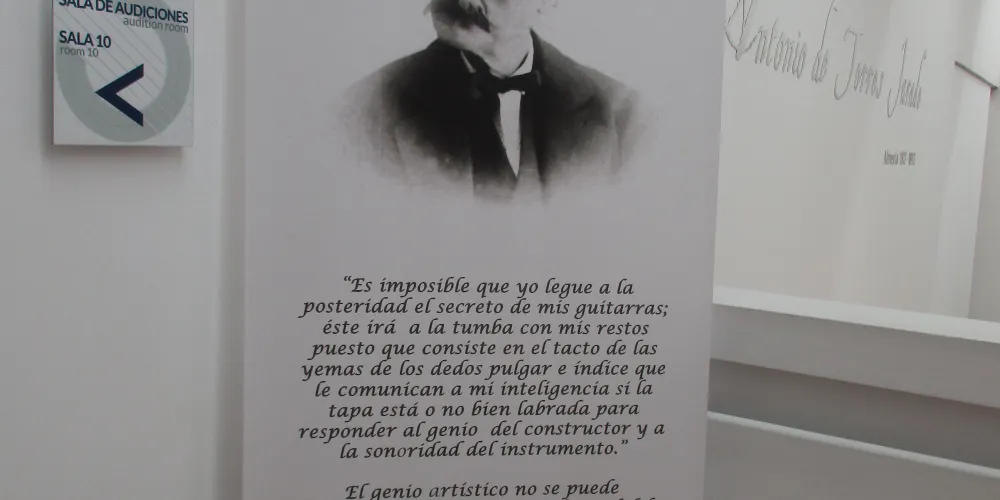 SALA DE AUDICIONES
audition room
SALA 10
room 10
Antonio de Torres Jurado
“Es imposible que yo legue a la
posteridad el secreto de mis guitarras;
éste irá a la tumba con mis restos
puesto que consiste en el tacto de las
yemas de los dedos pulgar e índice que
le comunican a mi inteligencia si la
tapa está o no bien labrada para
responder al genio del constructor y a
la sonoridad del instrumento.”
El genio artístico no se puede